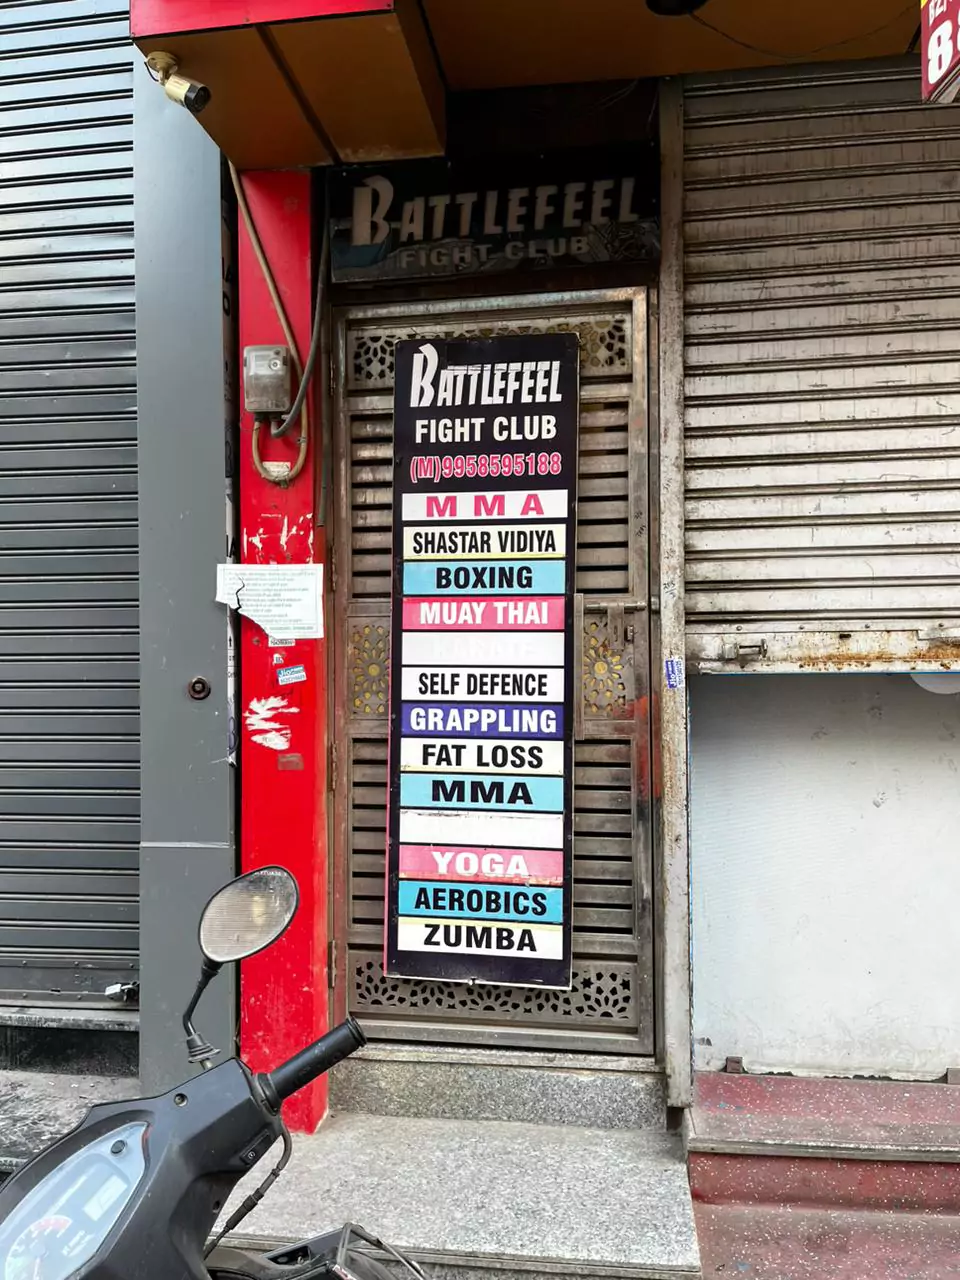 BATTLEFEEL
FIGHT CLUB
BATTLEFEEL
FIGHT CLUB
(M)9958595188
MMA
SHASTAR VIDIYA
BOXING
MUAY THAI
SELF DEFENCE
GRAPPLING
FAT LOSS
MMA
YOGA
AEROBICS
ZUMBA